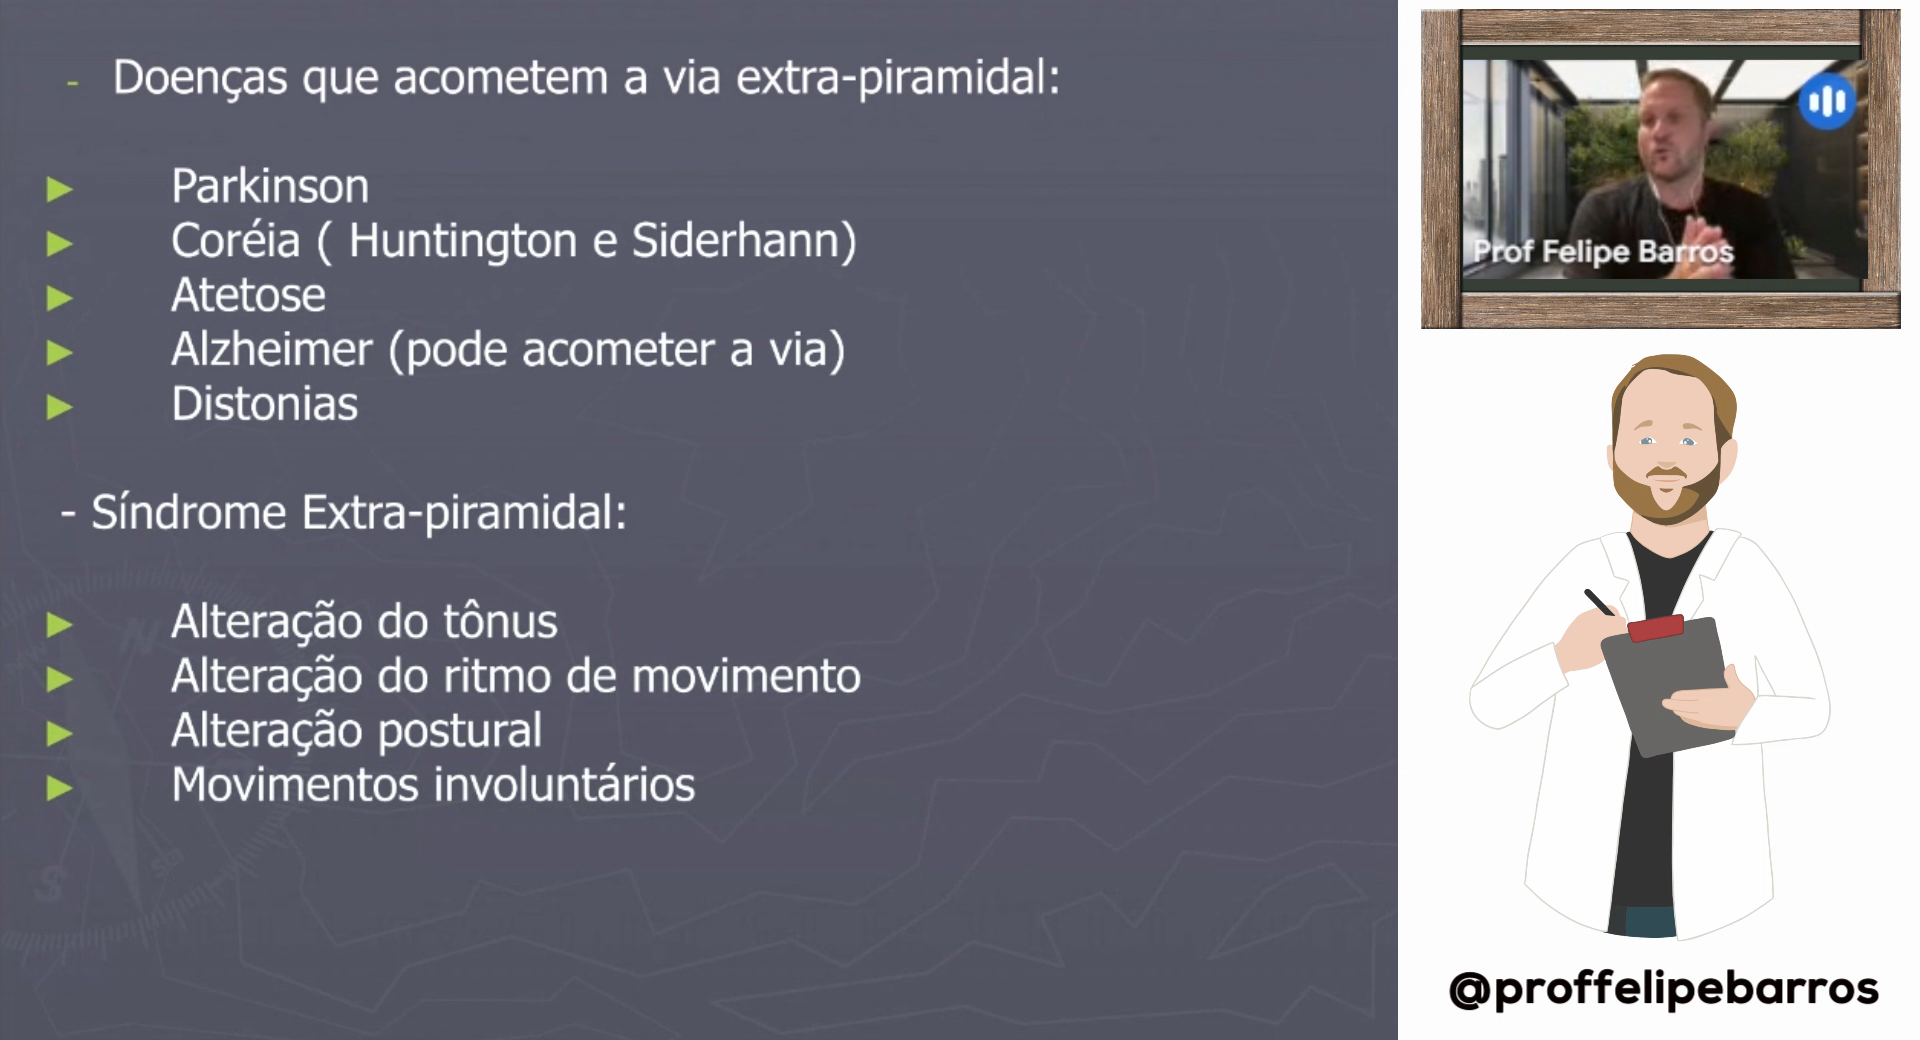 - Doenças que acometem a via extra-piramidal:
► Parkinson
► Coréia ( Huntington e Siderhann)
► Atetose
► Alzheimer (pode acometer a via)
► Distonias
- Síndrome Extra-piramidal:
► Alteração do tônus
► Alteração do ritmo de movimento
► Alteração postural
► Movimentos involuntários
Prof Felipe Barros
@proffelipebarros
N
S